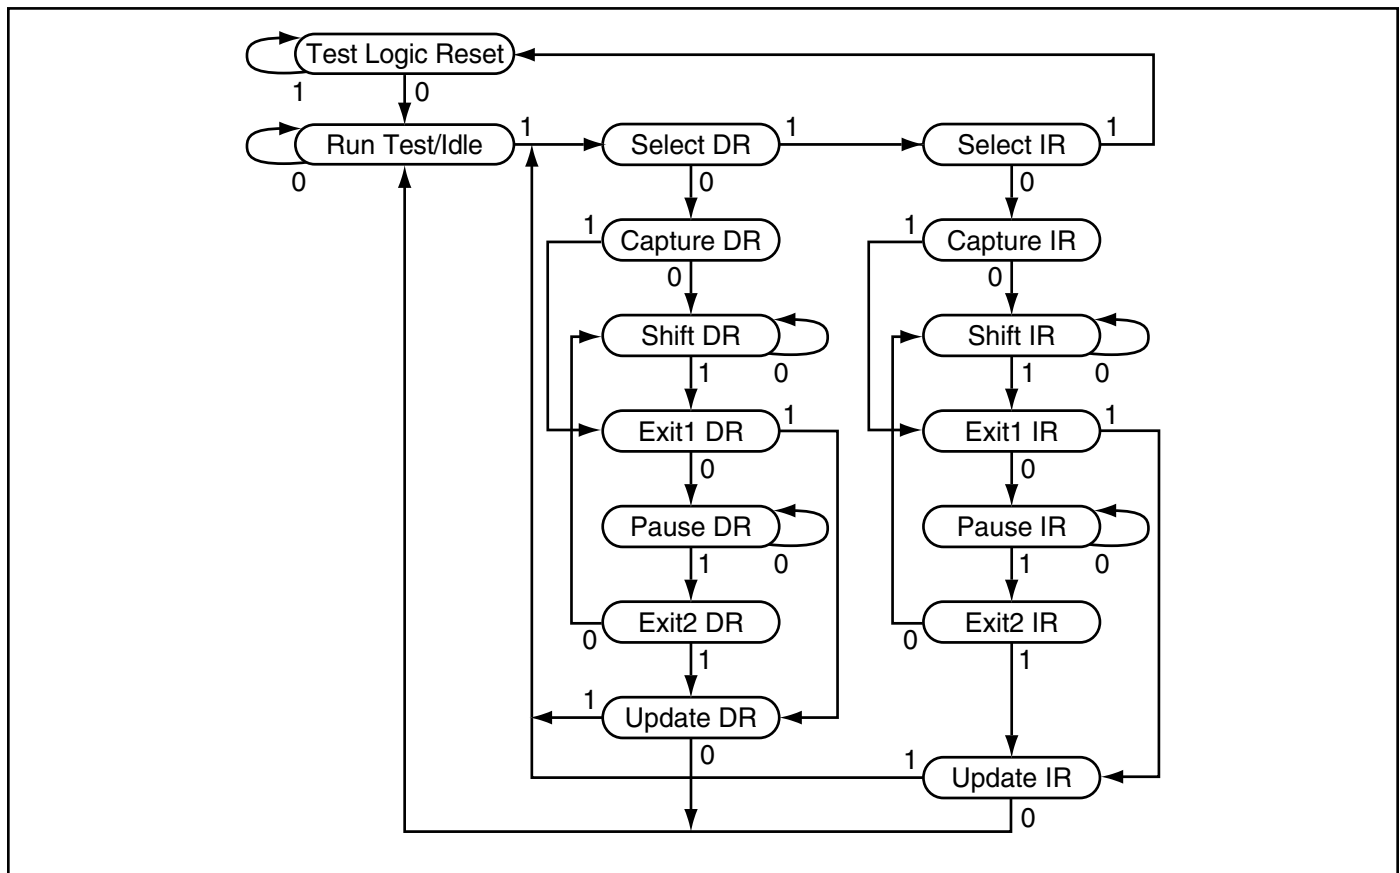 Test Logic Reset
1 0
Run Test/Idle 1 Select DR 1 Select IR 1
0 0 0
1 Capture DR 1 Capture IR
0 0
Shift DR Shift IR
1 0 1 0
Exit1 DR 1 Exit1 IR 1
0 0
Pause DR Pause IR
1 0 1 0
Exit2 DR Exit2 IR
0 1 0 1
1 Update DR
0 1 Update IR
0